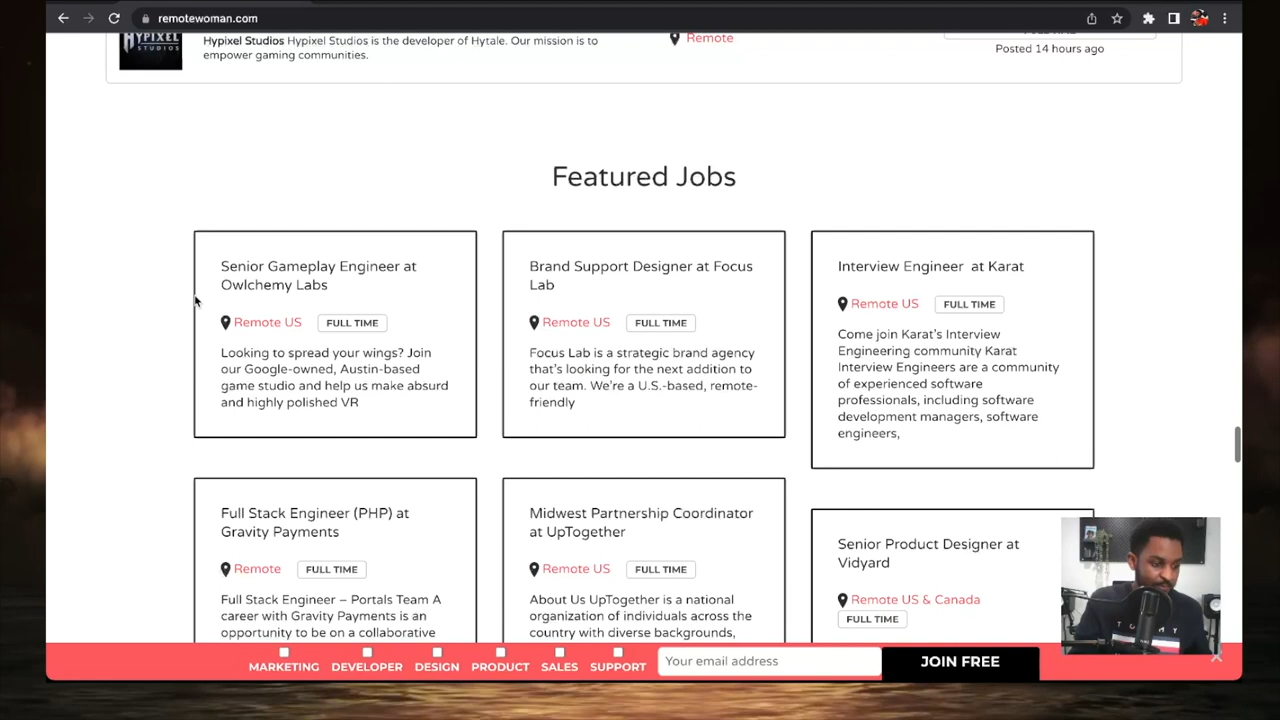 remotewoman.com
HYPIXEL
STUDIOS
Hypixel Studios Hypixel Studios is the developer of Hytale. Our mission is to
empower gaming communities.
Remote
FULL TIME
Posted 14 hours ago
Featured Jobs
Senior Gameplay Engineer at
Owlchemy Labs
Remote US
FULL TIME
Looking to spread your wings? Join
our Google-owned, Austin-based
game studio and help us make absurd
and highly polished VR
Brand Support Designer at Focus
Lab
Remote US
FULL TIME
Focus Lab is a strategic brand agency
that's looking for the next addition to
our team. We're a U.S.-based, remote-
friendly
Interview Engineer at Karat
Remote US
FULL TIME
Come join Karat's Interview
Engineering community Karat
Interview Engineers are a community
of experienced software
professionals, including software
development managers, software
engineers,
Full Stack Engineer (PHP) at
Gravity Payments
Remote
FULL TIME
Full Stack Engineer – Portals Team A
career with Gravity Payments is an
opportunity to be on a collaborative
Midwest Partnership Coordinator
at UpTogether
Remote US
FULL TIME
About Us UpTogether is a national
organization of individuals across the
country with diverse backgrounds,
Senior Product Designer at
Vidyard
Remote US & Canada
FULL TIME
MARKETING
DEVELOPER
DESIGN
PRODUCT
SALES
SUPPORT
Your email address
JOIN FREE
TOMMY